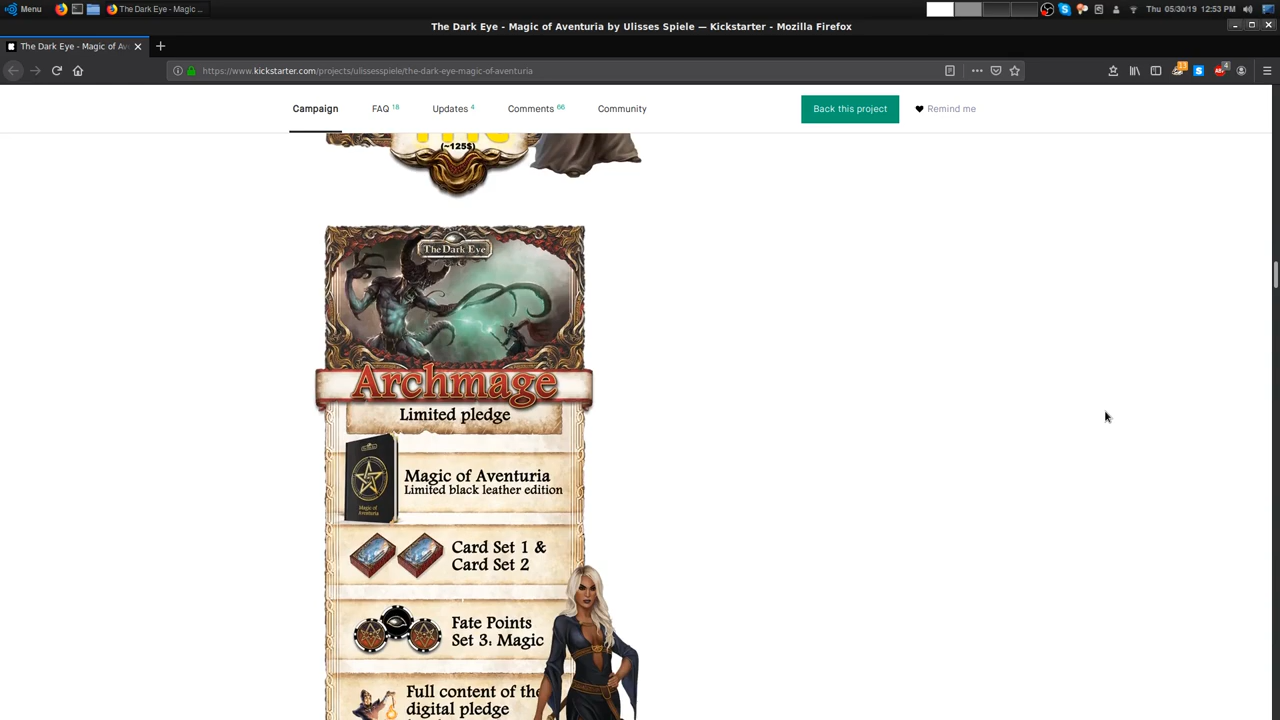 Menu
The Dark Eye - Magic ...
Thu 05/30/19 12:53 PM
The Dark Eye - Magic of Aventuria by Ulisses Spiele — Kickstarter - Mozilla Firefox
The Dark Eye - Magic of Av
https://www.kickstarter.com/projects/ulissesspiele/the-dark-eye-magic-of-aventuria
Campaign
FAQ 18
Updates 4
Comments 66
Community
Back this project
Remind me
(~125$)
The Dark Eye
Archmage
Limited pledge
Magic of Aventuria
Magic of Aventuria
Limited black leather edition
Card Set 1 &
Card Set 2
Fate Points
Set 3: Magic
Full content of the
digital pledge